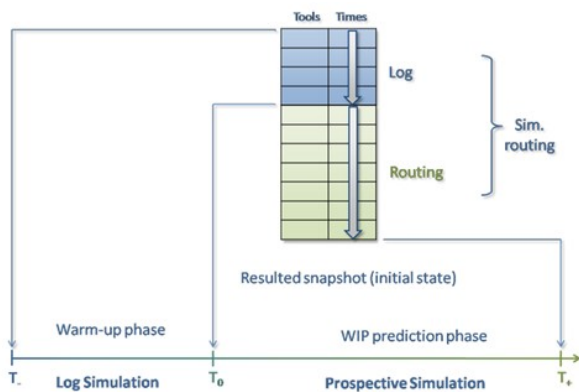 Tools Times
Log
Sim.
routing
Routing
Resulted snapshot (initial state)
Warm-up phase
WIP prediction phase
T-
Log Simulation
T0
Prospective Simulation
T+